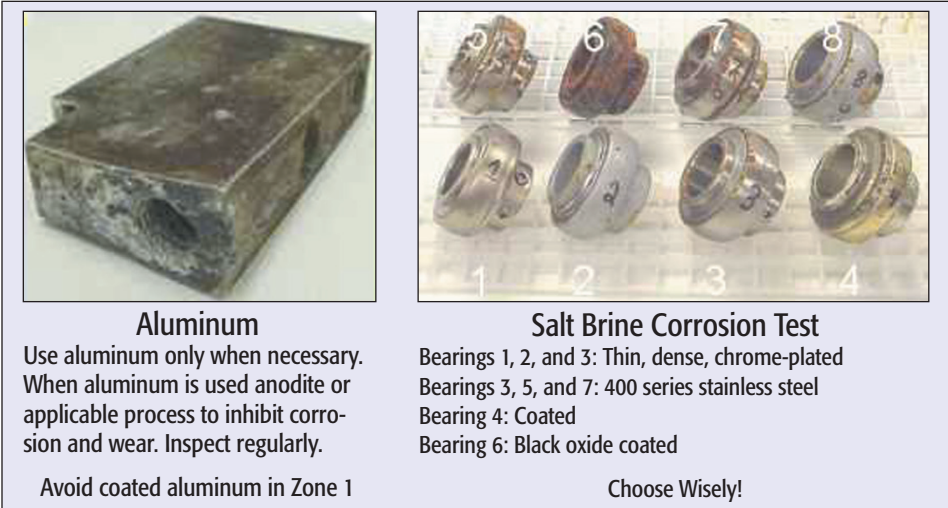 5 6 7 8
1 2 3 4
Aluminum
Use aluminum only when necessary.
When aluminum is used anodite or
applicable process to inhibit corro-
sion and wear. Inspect regularly.
Avoid coated aluminum in Zone 1
Salt Brine Corrosion Test
Bearings 1, 2, and 3: Thin, dense, chrome-plated
Bearings 3, 5, and 7: 400 series stainless steel
Bearing 4: Coated
Bearing 6: Black oxide coated
Choose Wisely!